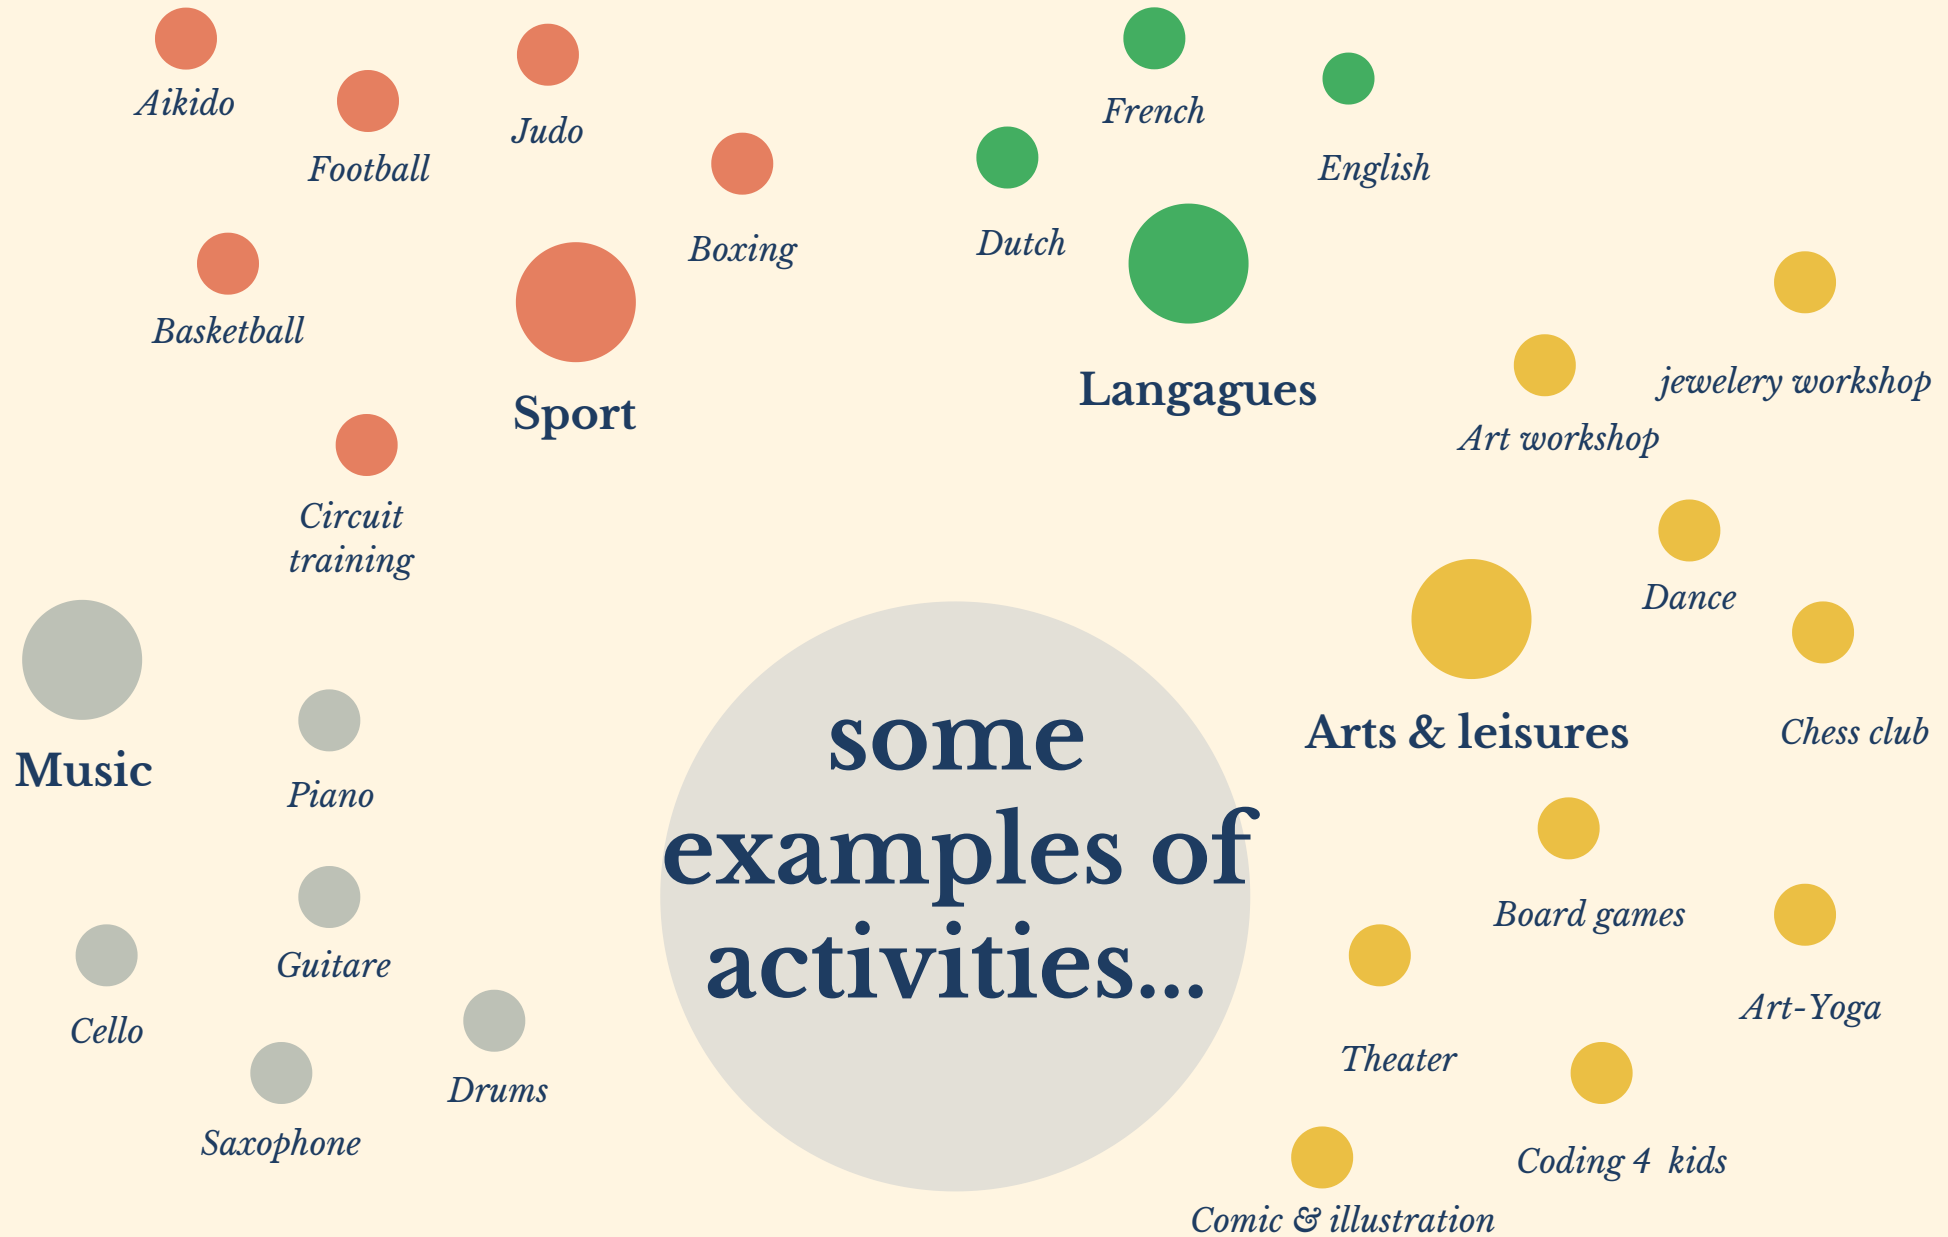 Aikido
Football
Judo
Boxing
Basketball
Sport
Circuit
training
French
English
Dutch
Langagues
jewelery workshop
Art workshop
Dance
Arts & leisures
Chess club
Board games
Art-Yoga
Theater
Coding 4 kids
Comic & illustration
Music
Piano
Guitare
Cello
Drums
Saxophone
some
examples of
activities...